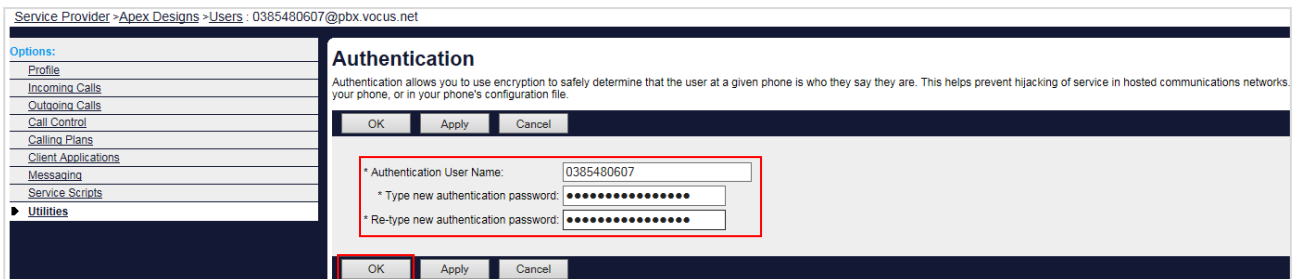 Service Provider >Apex Designs >Users : 0385480607@pbx.vocus.net
Options:
Profile
Incoming Calls
Outgoing Calls
Call Control
Calling Plans
Client Applications
Messaging
Service Scripts
Utilities
Authentication
Authentication allows you to use encryption to safely determine that the user at a given phone is who they say they are. This helps prevent hijacking of service in hosted communications networks.
your phone, or in your phone's configuration file.
OK Apply Cancel
* Authentication User Name: 0385480607
* Type new authentication password: ●●●●●●●●●●●●●●●●
* Re-type new authentication password: ●●●●●●●●●●●●●●●●
OK Apply Cancel